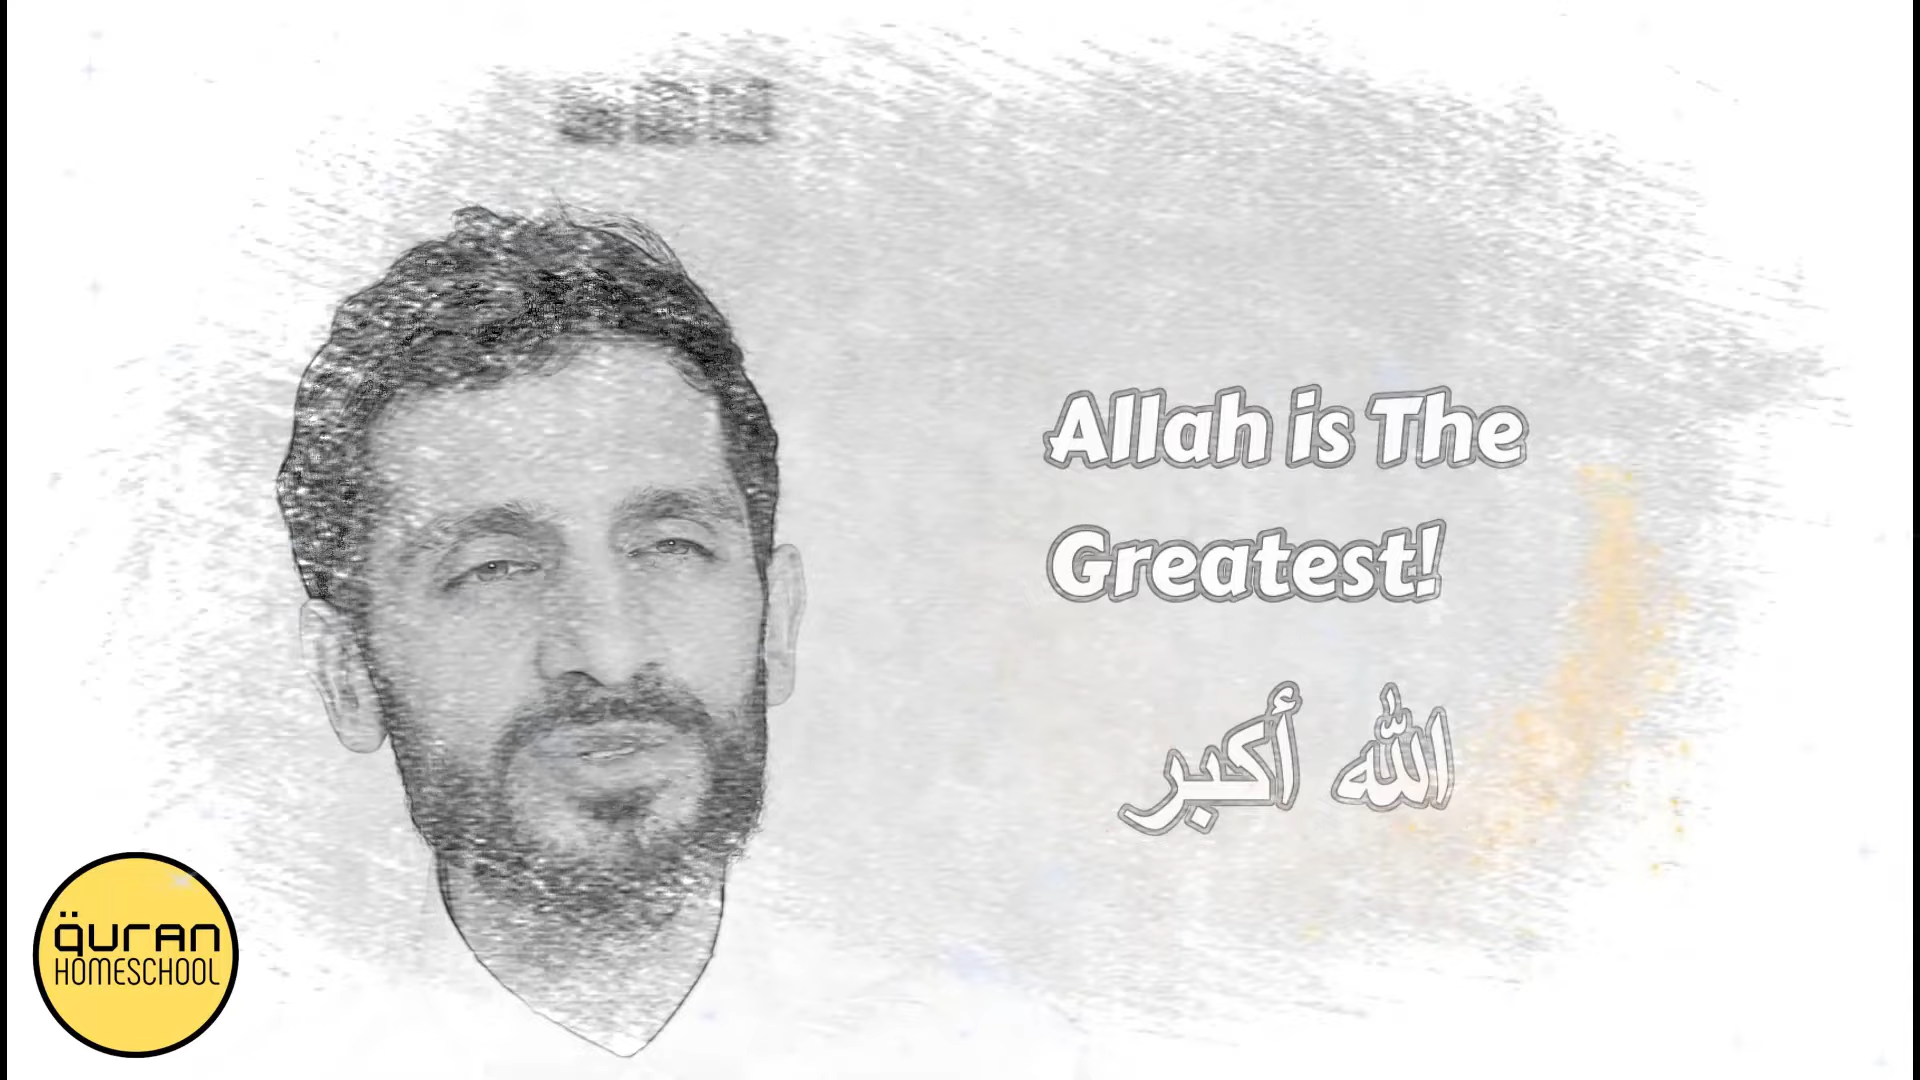 Allah is The
Greatest!
الله أكبر
quran
HOMESCHOOL